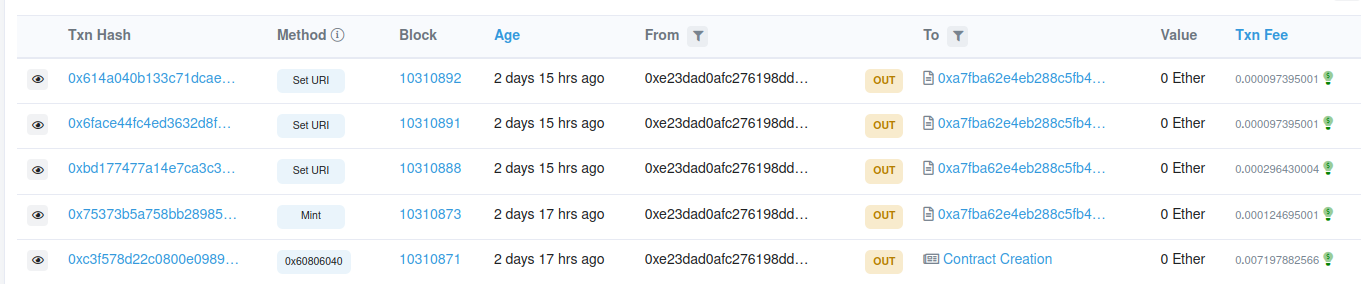 Txn Hash Method Block Age From To Value Txn Fee
0x614a040b133c71dcae... Set URI 10310892 2 days 15 hrs ago 0xe23dad0afc276198dd... OUT 0xa7fba62e4eb288c5fb4... 0 Ether 0.000097395001
0x6face44fc4ed3632d8f... Set URI 10310891 2 days 15 hrs ago 0xe23dad0afc276198dd... OUT 0xa7fba62e4eb288c5fb4... 0 Ether 0.000097395001
0xbd177477a14e7ca3c3... Set URI 10310888 2 days 15 hrs ago 0xe23dad0afc276198dd... OUT 0xa7fba62e4eb288c5fb4... 0 Ether 0.000296430004
0x75373b5a758bb28985... Mint 10310873 2 days 17 hrs ago 0xe23dad0afc276198dd... OUT 0xa7fba62e4eb288c5fb4... 0 Ether 0.000124695001
0xc3f578d22c0800e0989... 0x60806040 10310871 2 days 17 hrs ago 0xe23dad0afc276198dd... OUT Contract Creation 0 Ether 0.007197882566